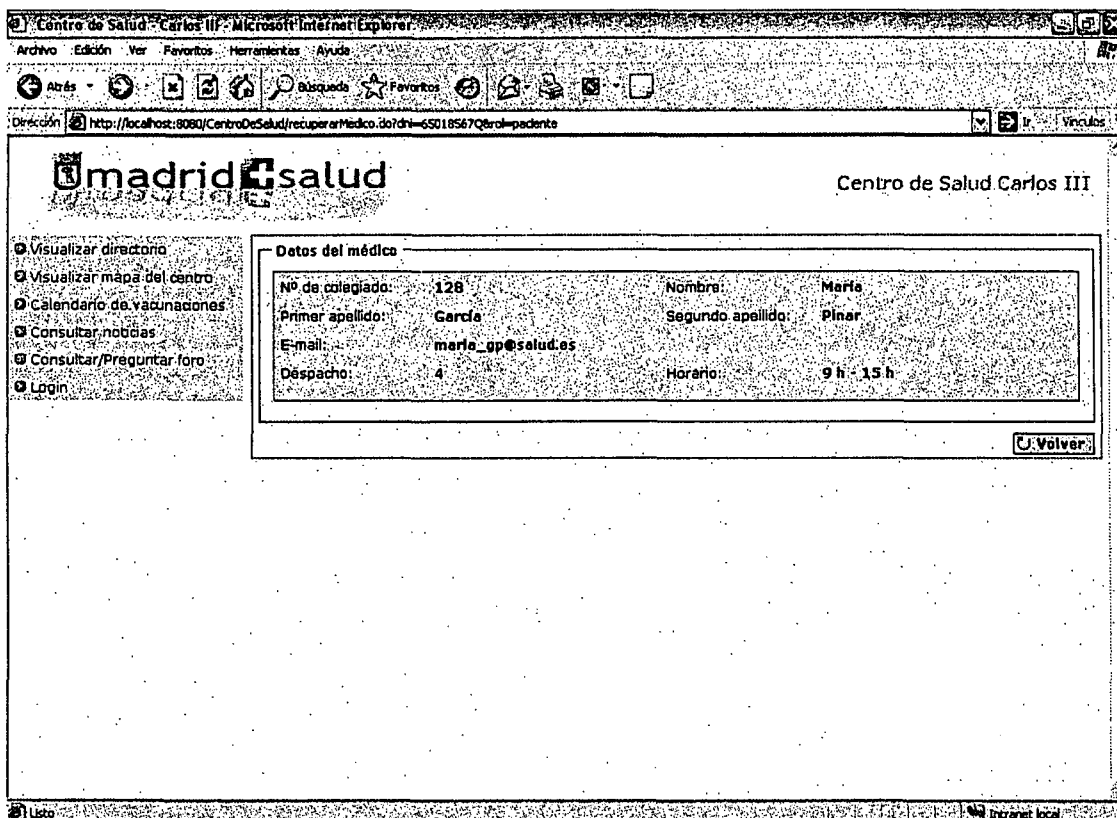 Centro de Salud - Carlos III - Microsoft Internet Explorer
Archivo Edición Ver Favoritos Herramientas Ayuda
Atrás Búsqueda Favoritos
Dirección http://localhost:8080/CentroDeSalud/recuperarMedico.do?dni=65018567Q&rol=paciente Ir Vínculos
madrid salud
Centro de Salud Carlos III
Visualizar directorio
Visualizar mapa del centro
Calendario de vacunaciones
Consultar noticias
Consultar/Preguntar foro
Login
Datos del médico
Nº de colegiado: 128 Nombre: María
Primer apellido: García Segundo apellido: Pinar
E-mail: maria_gp@salud.es
Despacho: 4 Horario: 9 h - 15 h
Volver
Listo Intranet local